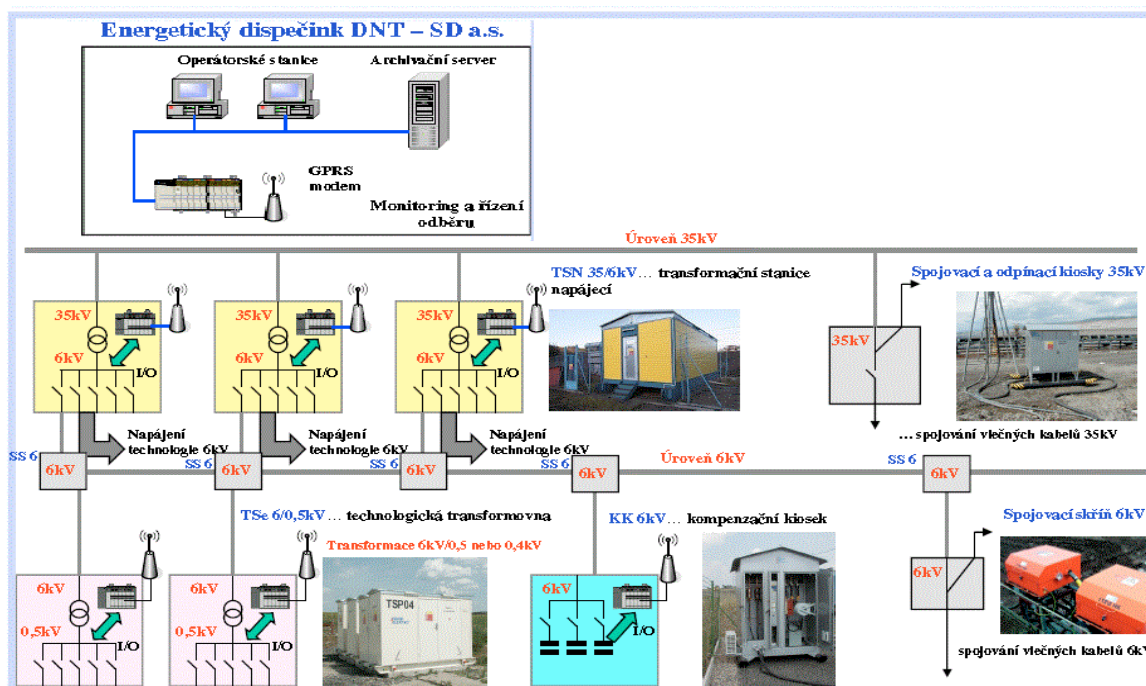 Energetický dispečink DNT – SD a.s.
Operátorské stanice
Archivační server
GPRS
modem
Monitoring a řízení
odběru
Úroveň 35kV
TSN 35/6kV... transformační stanice
napájecí
Spojovací a odpínací kiosky 35kV
35kV
6kV
I/O
35kV
6kV
I/O
35kV
6kV
I/O
35kV
... spojování vlečných kabelů 35kV
Napájení
technologie 6kV
Napájení
technologie 6kV
Napájení
technologie 6kV
SS 6
6kV
SS 6
6kV
SS 6
6kV
SS 6
6kV
Úroveň 6kV
SS 6
6kV
TSe 6/0,5kV... technologická transformovna
KK 6kV... kompenzační kiosek
Spojovací skříň 6kV
Transformace 6kV/0,5 nebo 0,4kV
6kV
0,5kV
I/O
6kV
0,5kV
I/O
TSP04
6kV
I/O
6kV
spojování vlečných kabelů 6kV